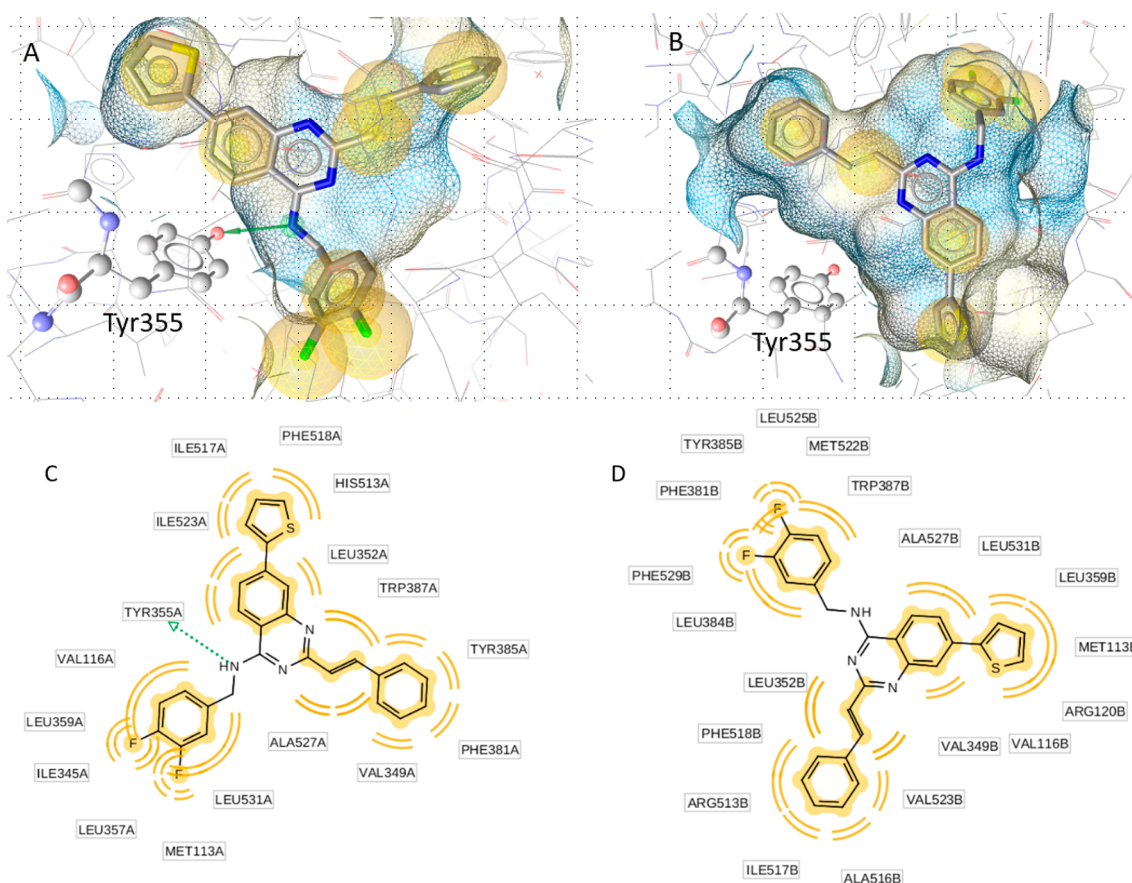 A
B
Tyr355
Tyr355
LEU525B
PHE518A
TYR385B
MET522B
ILE517A
C
D
HIS513A
PHE381B
TRP387B
F
S
ILE523A
F
ALA527B
LEU531B
LEU352A
PHE529B
LEU359B
TRP387A
TYR355A
NH
LEU384B
N
TYR385A
MET113B
VAL116A
HN
N
N
S
LEU352B
N
ARG120B
LEU359A
PHE518B
F
ALA527A
PHE381A
VAL349B
VAL116B
ILE345A
F
VAL349A
LEU531A
ARG513B
VAL523B
LEU357A
MET113A
ILE517B
ALA516B